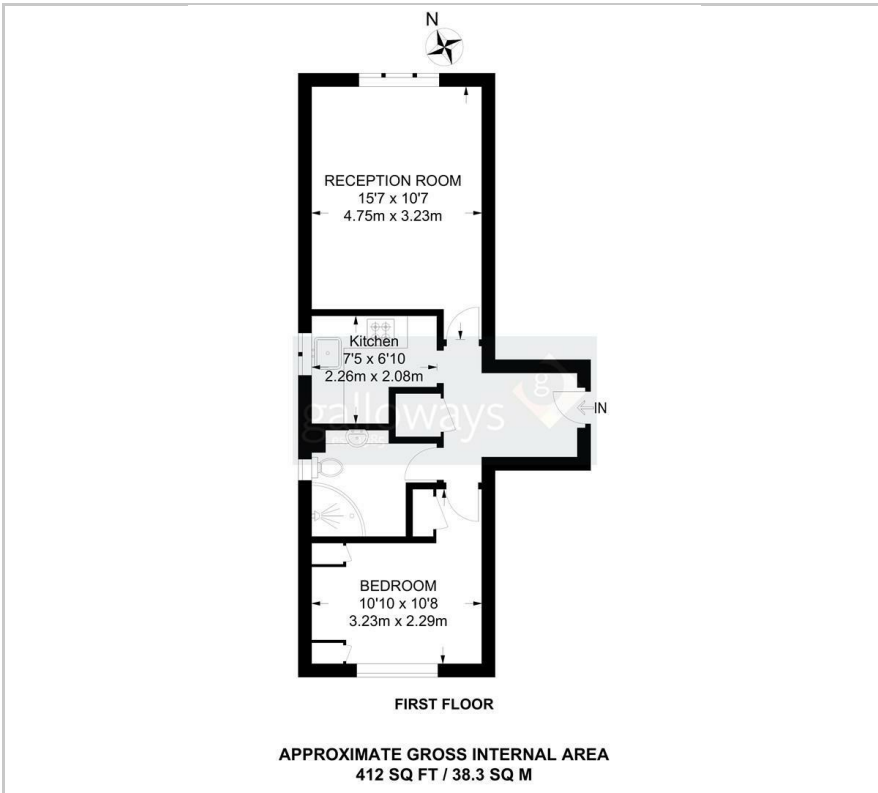 N
RECEPTION ROOM
15'7 x 10'7
4.75m x 3.23m
Kitchen
7'5 x 6'10
2.26m x 2.08m
g
galloways
IN
BEDROOM
10'10 x 10'8
3.23m x 2.29m
FIRST FLOOR
APPROXIMATE GROSS INTERNAL AREA
412 SQ FT / 38.3 SQ M